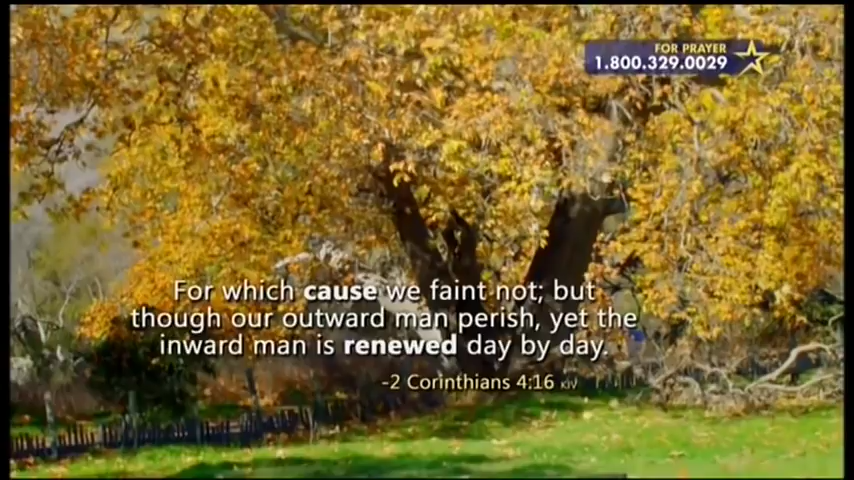 FOR PRAYER
1.800.329.0029
For which cause we faint not; but
though our outward man perish, yet the
inward man is renewed day by day.
-2 Corinthians 4:16 KJV